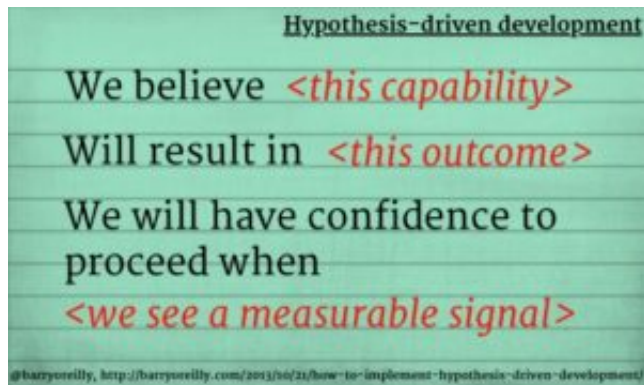 Hypothesis-driven development
We believe <this capability>
Will result in <this outcome>
We will have confidence to
proceed when
<we see a measurable signal>
@barryoreilly, http://barryoreilly.com/2013/10/21/how-to-implement-hypothesis-driven-development/